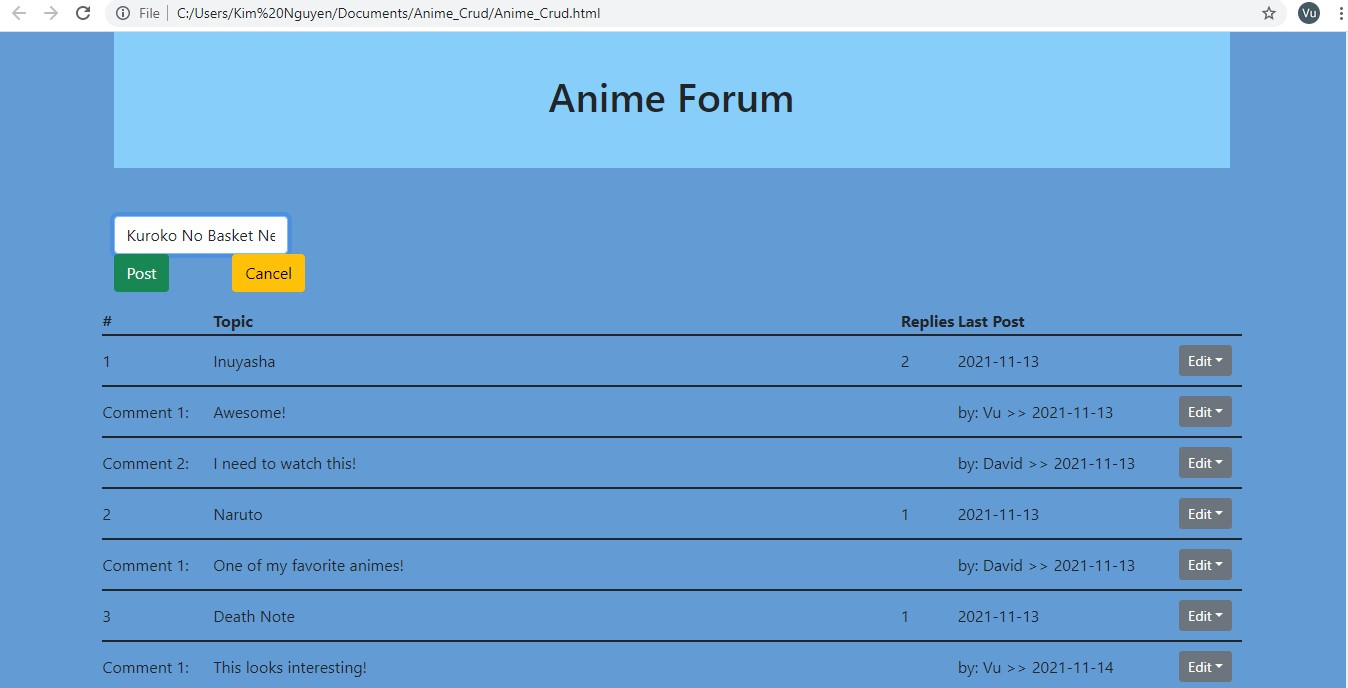 File C:/Users/Kim%20Nguyen/Documents/Anime_Crud/Anime_Crud.html Vu
Anime Forum
Kuroko No Basket Ne
Post Cancel
# Topic Replies Last Post
1 Inuyasha 2 2021-11-13 Edit
Comment 1: Awesome! by: Vu >> 2021-11-13 Edit
Comment 2: I need to watch this! by: David >> 2021-11-13 Edit
2 Naruto 1 2021-11-13 Edit
Comment 1: One of my favorite animes! by: David >> 2021-11-13 Edit
3 Death Note 1 2021-11-13 Edit
Comment 1: This looks interesting! by: Vu >> 2021-11-14 Edit